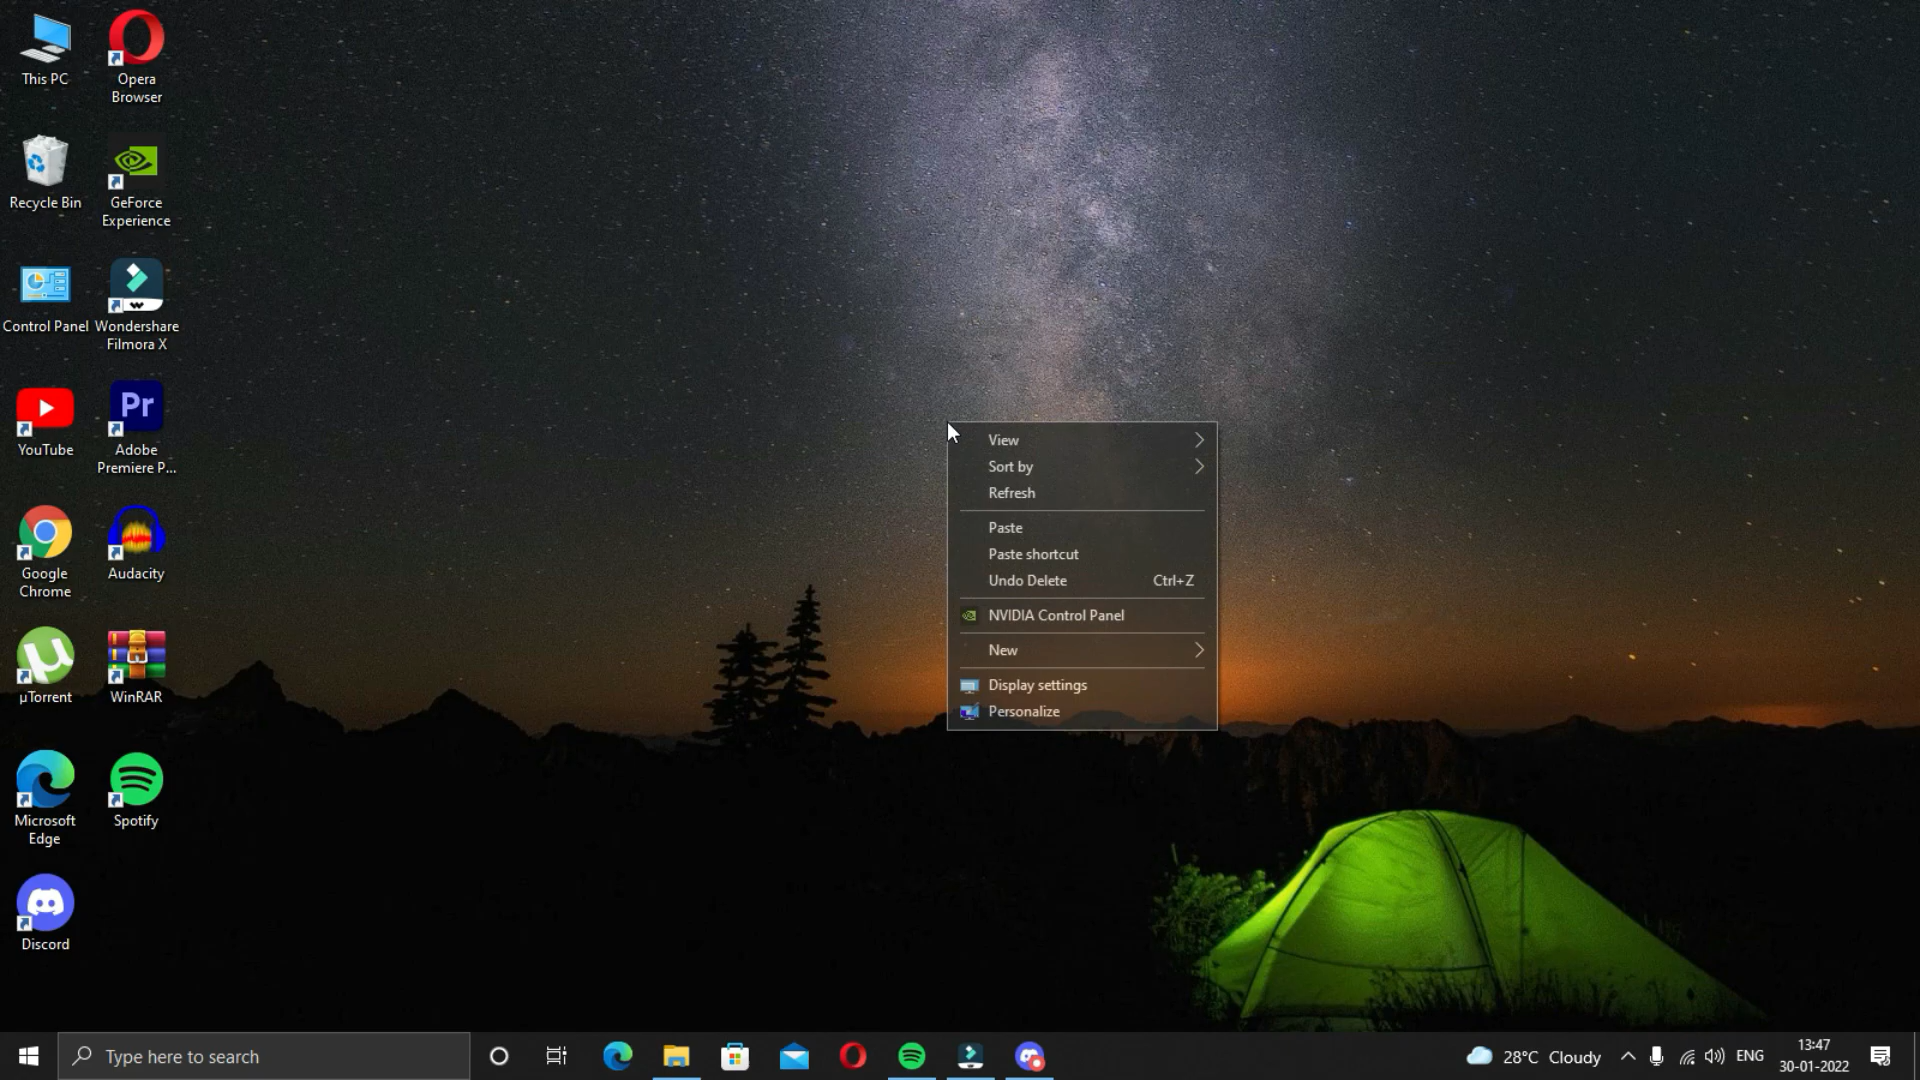 This PC
Opera
Browser
Recycle Bin
GeForce
Experience
Control Panel
Wondershare
Filmora X
YouTube
Pr
Adobe
Premiere P...
Google
Chrome
Audacity
µTorrent
WinRAR
Microsoft
Edge
Spotify
Discord
View
Sort by
Refresh
Paste
Paste shortcut
Undo Delete Ctrl+Z
NVIDIA Control Panel
New
Display settings
Personalize
Type here to search
28°C Cloudy
ENG
13:47
30-01-2022